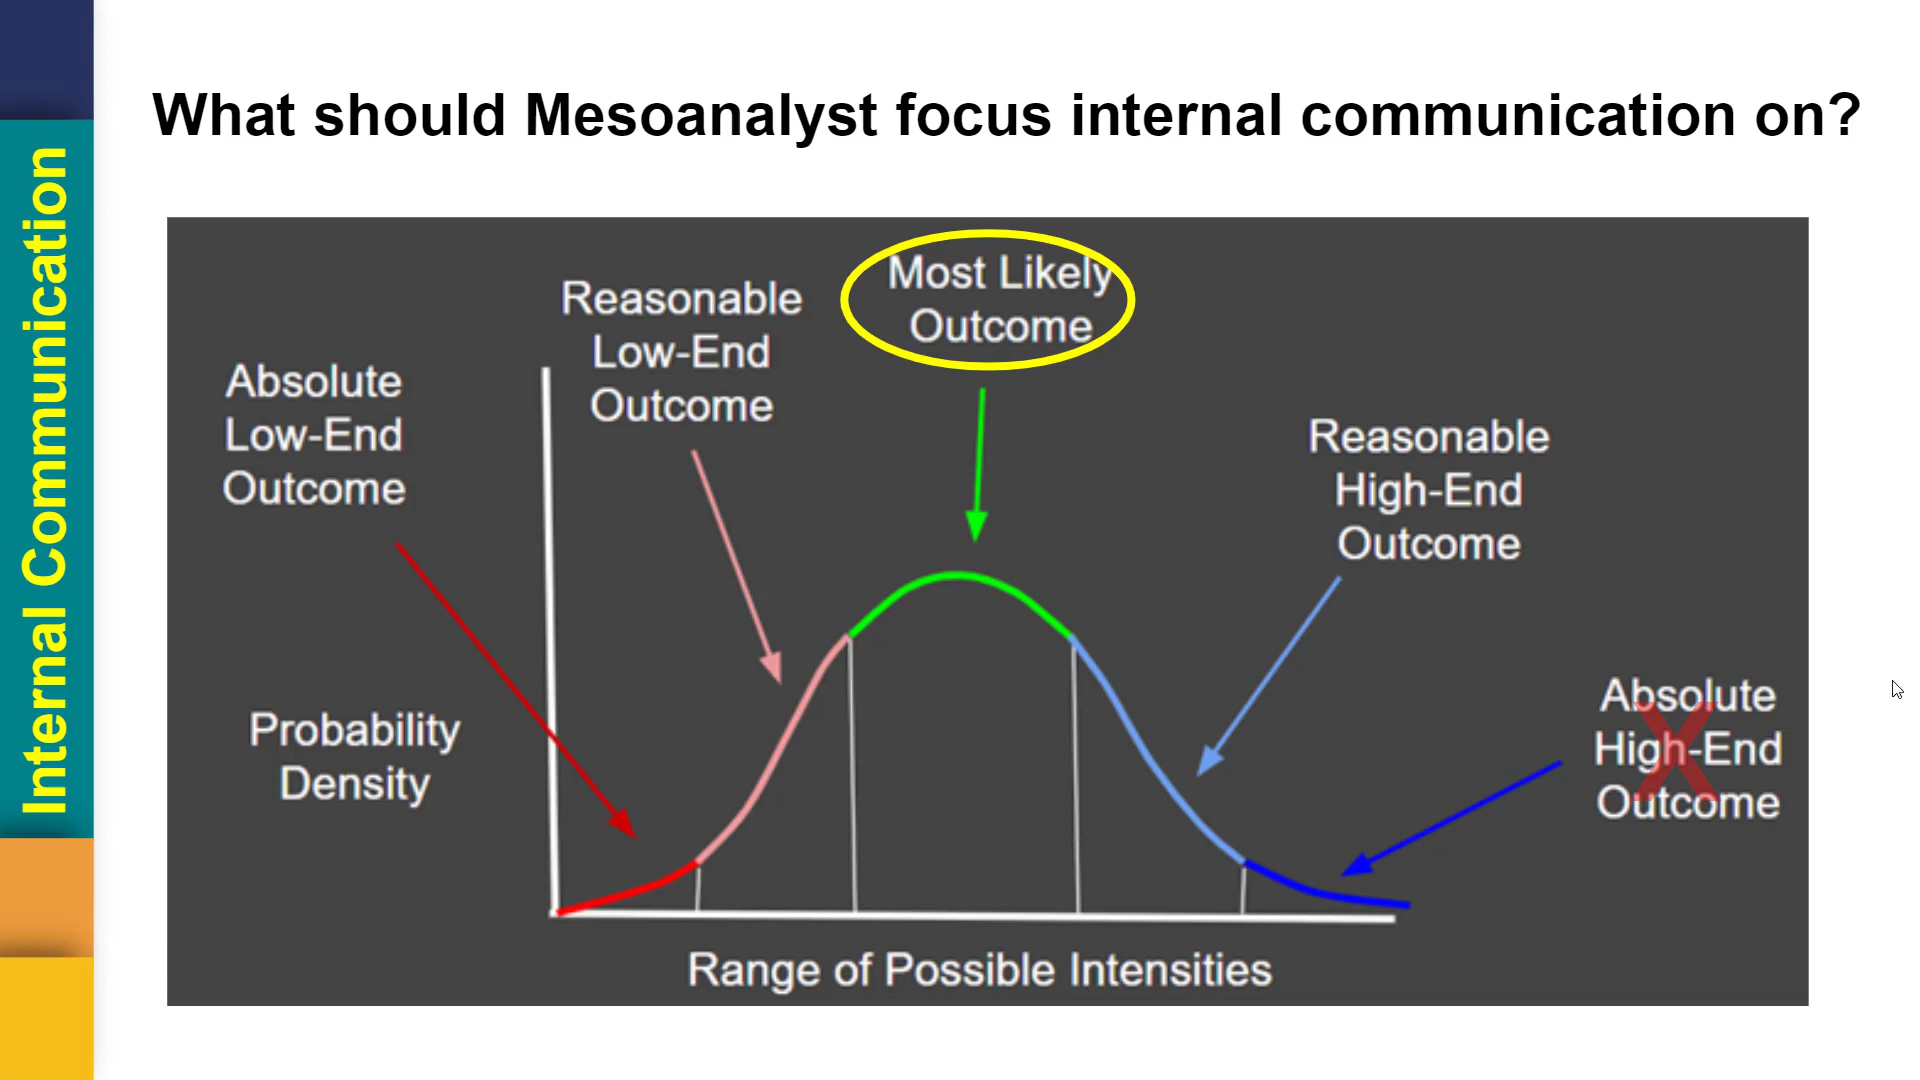 Internal Communication
What should Mesoanalyst focus internal communication on?
Absolute
Low-End
Outcome
Reasonable
Low-End
Outcome
Most Likely
Outcome
Reasonable
High-End
Outcome
Absolute
High-End
Outcome
X
Probability
Density
Range of Possible Intensities